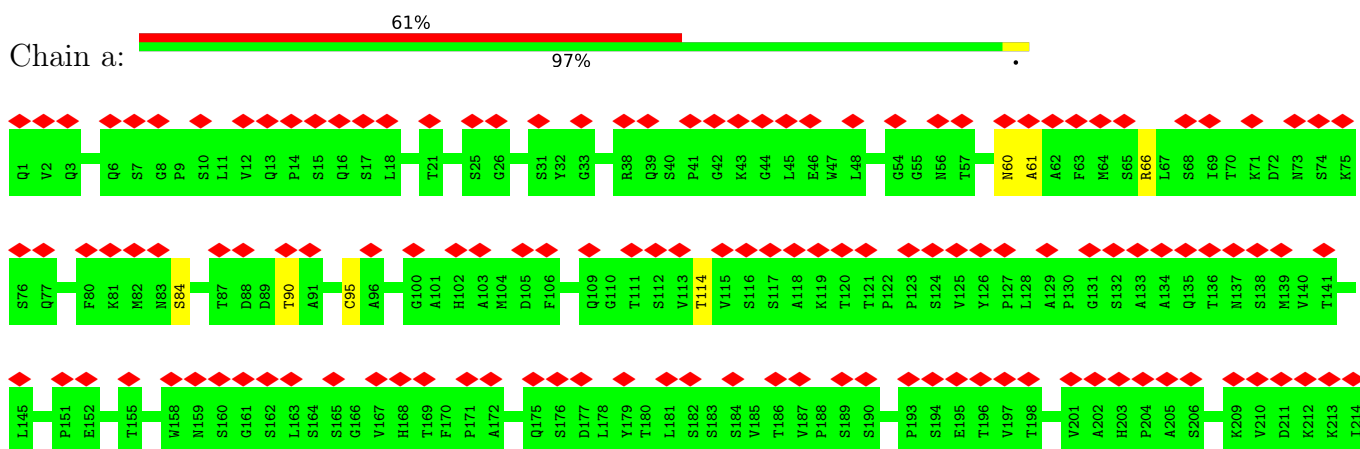 61%
Chain a:
97% •
Q1 V2 Q3 Q6 S7 G8 P9 S10 L11 V12 Q13 P14 S15 Q16 S17 L18 T21 S25 G26 S31 Y32 G33 R38 Q39 S40 P41 G42 K43 G44 L45 E46 W47 L48 G54 G55 N56 T57 N60 A61 A62 F63 M64 S65 R66 L67 S68 I69 T70 K71 D72 N73 S74 K75
S76 Q77 F80 K81 M82 N83 S84 T87 D88 D89 T90 A91 C95 A96 G100 A101 H102 A103 M104 D105 F106 Q109 G110 T111 S112 V113 T114 V115 S116 S117 A118 K119 T120 T121 P122 P123 S124 V125 Y126 P127 L128 A129 P130 G131 S132 A133 A134 Q135 T136 N137 S138 M139 V140 T141
L145 P151 E152 T155 W158 N159 S160 G161 S162 L163 S164 S165 G166 V167 H168 T169 F170 P171 A172 Q175 S176 D177 L178 Y179 T180 L181 S182 S183 S184 V185 T186 V187 P188 S189 S190 P193 S194 E195 T196 V197 T198 V201 A202 H203 P204 A205 S206 K209 V210 D211 K212 K213 I214